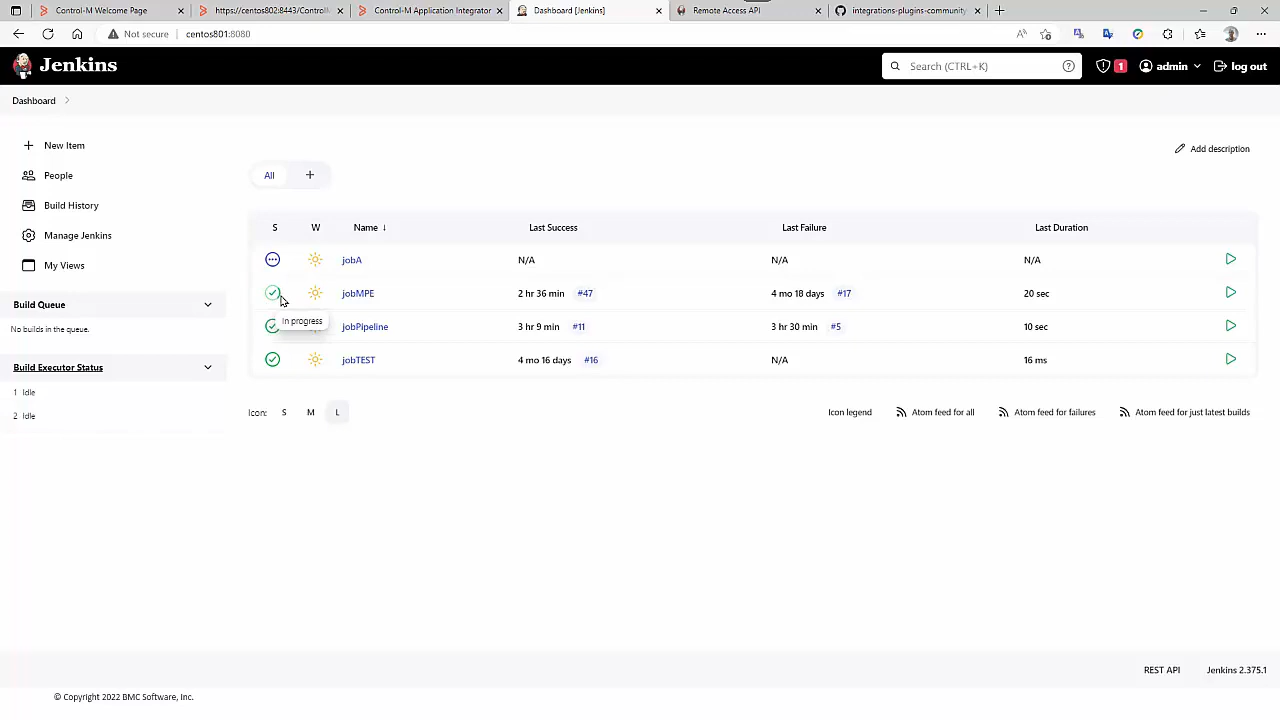 Control-M Welcome Page
https://centos802:8443/Control
Control-M Application Integrator
Dashboard [Jenkins]
Remote Access API
integrations-plugins-community
Not secure
centos801:8080
Jenkins
Search (CTRL+K)
1
admin
log out
Dashboard
New Item
People
Build History
Manage Jenkins
My Views
Build Queue
No builds in the queue.
Build Executor Status
1 Idle
2 Idle
Add description
All +
S W Name ↓ Last Success Last Failure Last Duration
jobA N/A N/A N/A
jobMPE 2 hr 36 min #47 4 mo 18 days #17 20 sec
In progress
jobPipeline 3 hr 9 min #11 3 hr 30 min #5 10 sec
jobTEST 4 mo 16 days #16 N/A 16 ms
Icon: S M L
Icon legend Atom feed for all Atom feed for failures Atom feed for just latest builds
REST API Jenkins 2.375.1
© Copyright 2022 BMC Software, Inc.